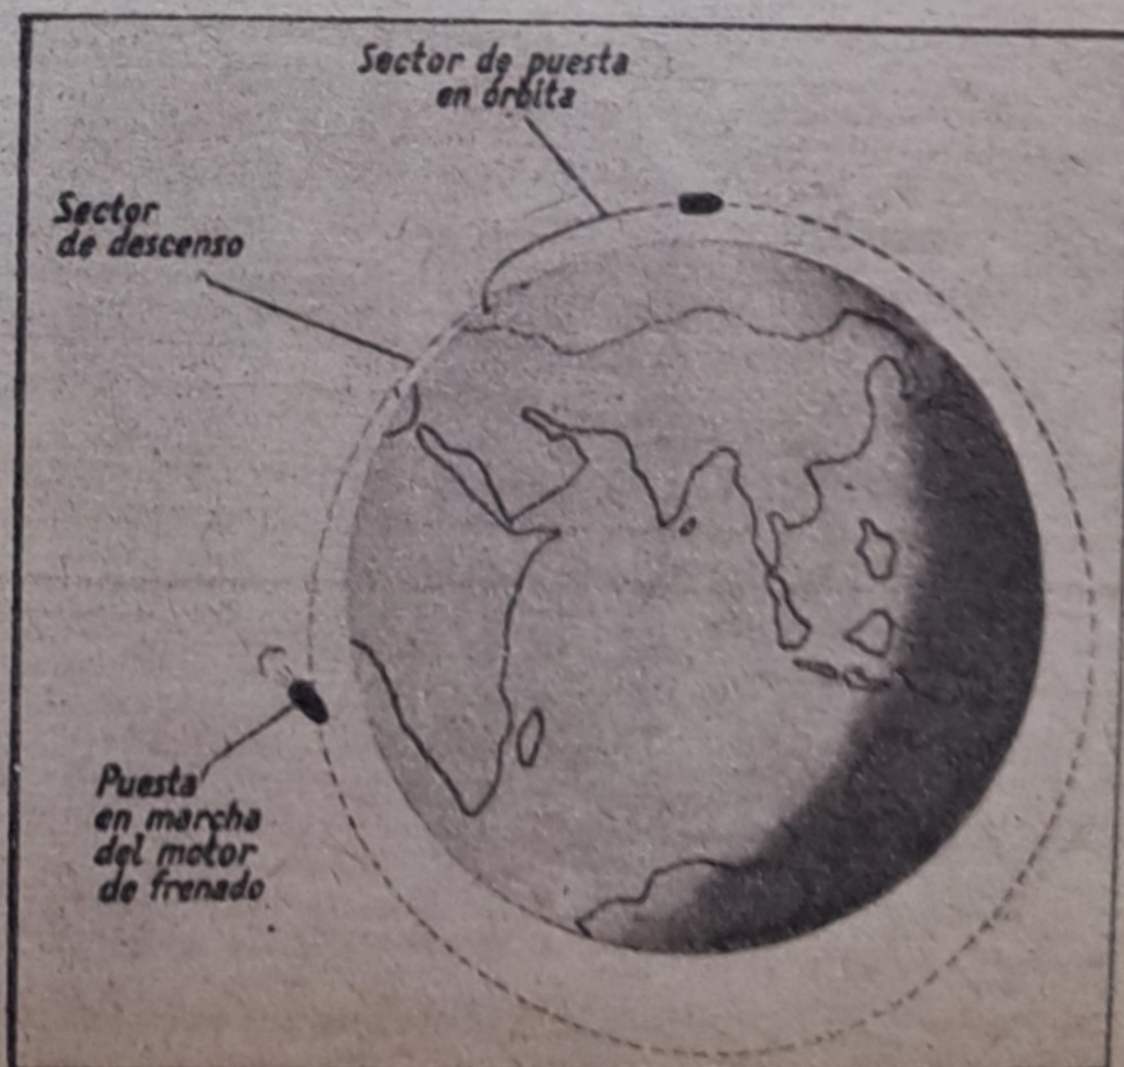 Sector de puesta
en órbita
Sector
de descenso
Puesta
en marcha
del motor
de frenado